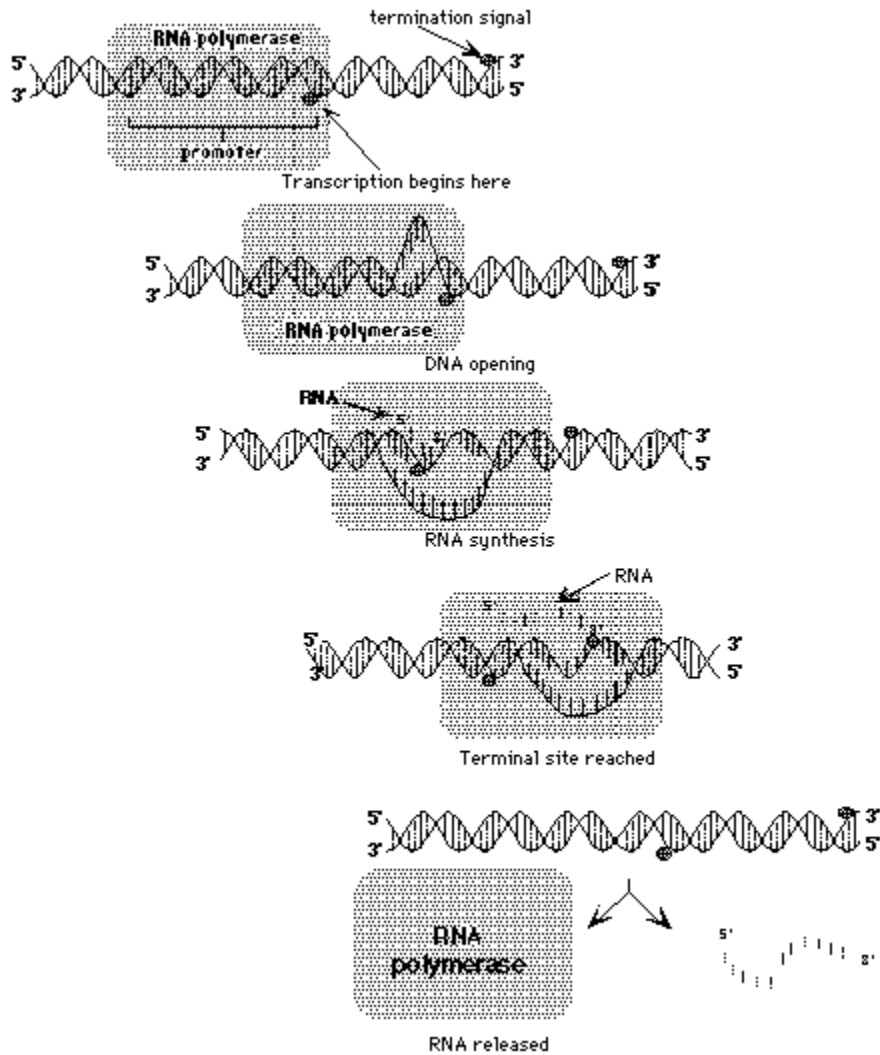 termination signal
RNA polymerase
5' 3'
3' 5'
promoter
Transcription begins here
5' 3'
3' 5'
RNA polymerase
DNA opening
RNA
5'
5' 3'
3' 5'
RNA synthesis
RNA
5'
3'
5' 3'
3' 5'
Terminal site reached
5' 3'
3' 5'
RNA
polymerase
5'
3'
RNA released